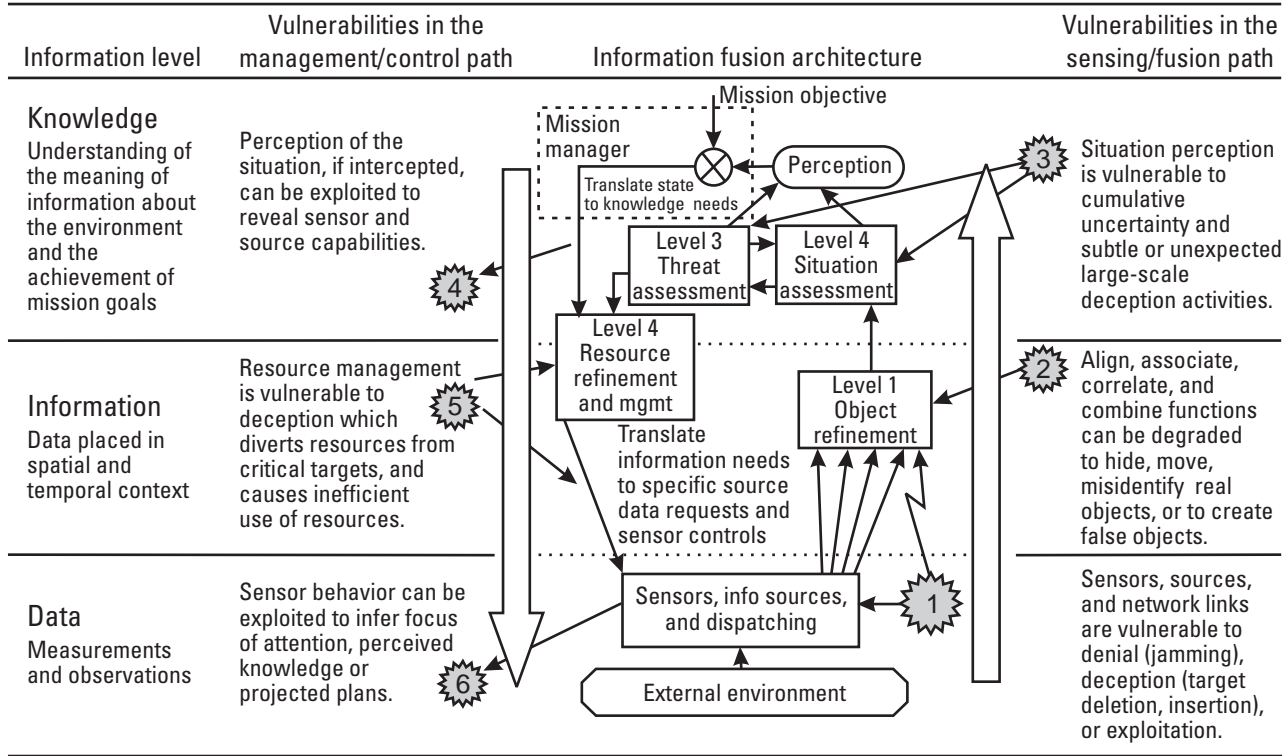 Information level
Vulnerabilities in the
management/control path
Information fusion architecture
Vulnerabilities in the
sensing/fusion path
Knowledge
Understanding of
the meaning of
information about
the environment
and the
achievement of
mission goals
Perception of the
situation, if intercepted,
can be exploited to
reveal sensor and
source capabilities.
4
Mission objective
Mission
manager
Perception
Translate state
to knowledge needs
Level 3
Threat
assessment
Level 4
Situation
assessment
3
Situation perception
is vulnerable to
cumulative
uncertainty and
subtle or unexpected
large-scale
deception activities.
Information
Data placed in
spatial and
temporal context
Resource management
is vulnerable to
deception which
diverts resources from
critical targets, and
causes inefficient
use of resources.
5
Level 4
Resource
refinement
and mgmt
Level 1
Object
refinement
Translate
information needs
to specific source
data requests and
sensor controls
2
Align, associate,
correlate, and
combine functions
can be degraded
to hide, move,
misidentify real
objects, or to create
false objects.
Data
Measurements
and observations
Sensor behavior can be
exploited to infer focus
of attention, perceived
knowledge or
projected plans.
6
Sensors, info sources,
and dispatching
External environment
1
Sensors, sources,
and network links
are vulnerable to
denial (jamming),
deception (target
deletion, insertion),
or exploitation.